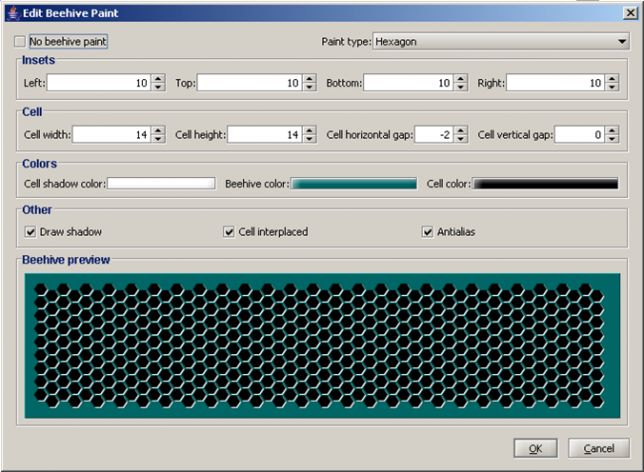 Edit Beehive Paint
No beehive paint Paint type: Hexagon
Insets
Left: 10 Top: 10 Bottom: 10 Right: 10
Cell
Cell width: 14 Cell height: 14 Cell horizontal gap: -2 Cell vertical gap: 0
Colors
Cell shadow color: Beehive color: Cell color:
Other
Draw shadow Cell interplaced Antialias
Beehive preview
OK Cancel